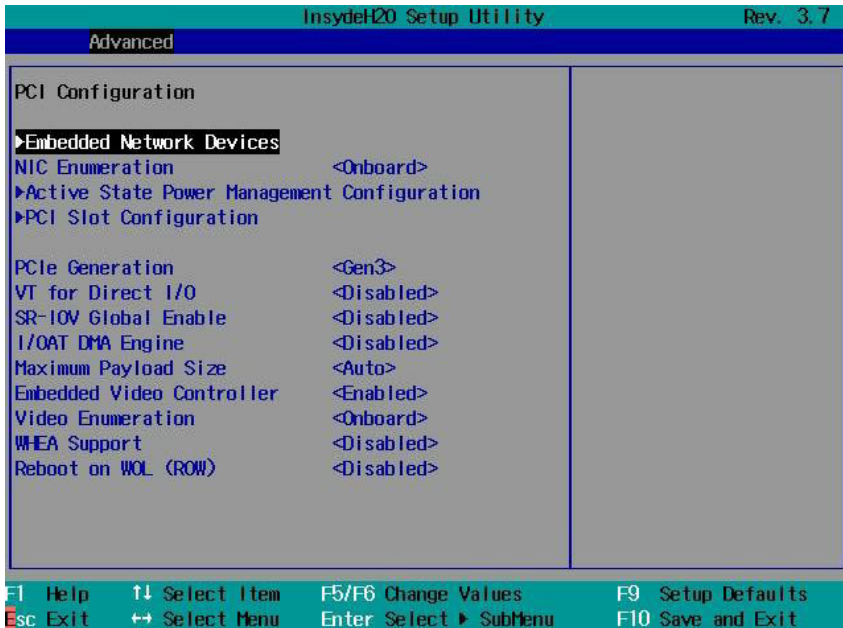 InsydeH2O Setup Utility Rev. 3.7
Advanced
PCI Configuration
▶Embedded Network Devices
NIC Enumeration <Onboard>
▶Active State Power Management Configuration
▶PCI Slot Configuration
PCIe Generation <Gen3>
VT for Direct I/O <Disabled>
SR-IOV Global Enable <Disabled>
I/OAT DMA Engine <Disabled>
Maximum Payload Size <Auto>
Embedded Video Controller <Enabled>
Video Enumeration <Onboard>
WHEA Support <Disabled>
Reboot on WOL (ROW) <Disabled>
F1 Help ↑↓ Select Item F5/F6 Change Values F9 Setup Defaults
Esc Exit ↔ Select Menu Enter Select ▶ SubMenu F10 Save and Exit